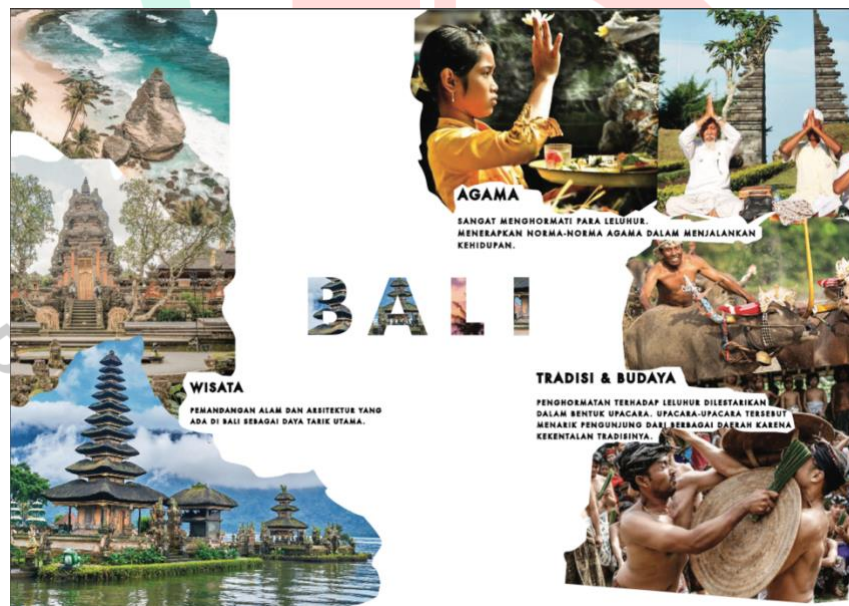 AGAMA
SANGAT MENGHORMATI PARA LELUHUR.
MENERAPKAN NORMA-NORMA AGAMA DALAM MENJALANKAN
KEHIDUPAN.
BALI
WISATA
PEMANDANGAN ALAM DAN ARSITEKTUR YANG
ADA DI BALI SEBAGAI DAYA TARIK UTAMA.
TRADISI & BUDAYA
PENGHORMATAN TERHADAP LELUHUR DILESTARIKAN
DALAM BENTUK UPACARA. UPACARA-UPACARA TERSEBUT
MENARIK PENGUNJUNG DARI BERBAGAI DAERAH KARENA
KEKENTALAN TRADISINYA.